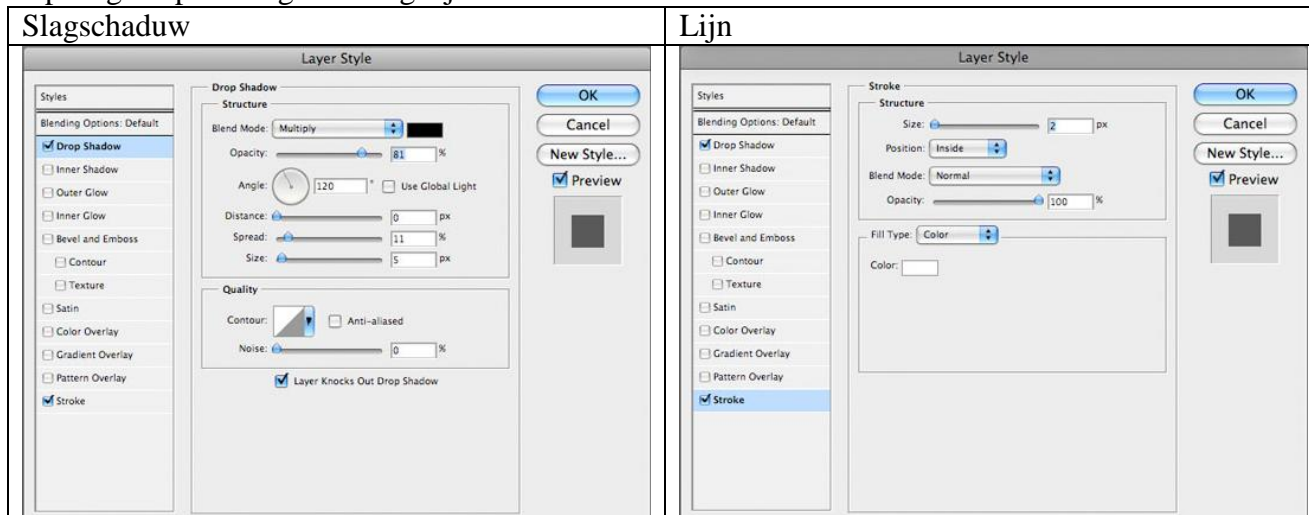 Slagschaduw
Layer Style
Styles
Blending Options: Default
Drop Shadow
Inner Shadow
Outer Glow
Inner Glow
Bevel and Emboss
Contour
Texture
Satin
Color Overlay
Gradient Overlay
Pattern Overlay
Stroke
Drop Shadow
Structure
Blend Mode: Multiply
Opacity: 81 %
Angle: 120 ° Use Global Light
Distance: 0 px
Spread: 11 %
Size: 5 px
Quality
Contour: Anti-aliased
Noise: 0 %
Layer Knocks Out Drop Shadow
OK
Cancel
New Style...
Preview
Lijn
Layer Style
Styles
Blending Options: Default
Drop Shadow
Inner Shadow
Outer Glow
Inner Glow
Bevel and Emboss
Contour
Texture
Satin
Color Overlay
Gradient Overlay
Pattern Overlay
Stroke
Stroke
Structure
Size: 2 px
Position: Inside
Blend Mode: Normal
Opacity: 100 %
Fill Type: Color
Color:
OK
Cancel
New Style...
Preview